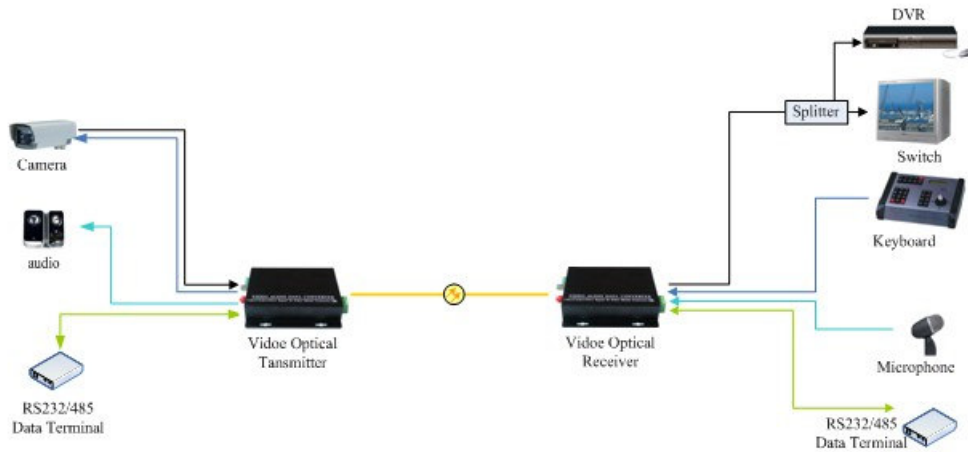 DVR
Splitter
Switch
Camera
Keyboard
audio
Vidoe Optical
Tansmitter
Vidoe Optical
Receiver
Microphone
RS232/485
Data Terminal
RS232/485
Data Terminal